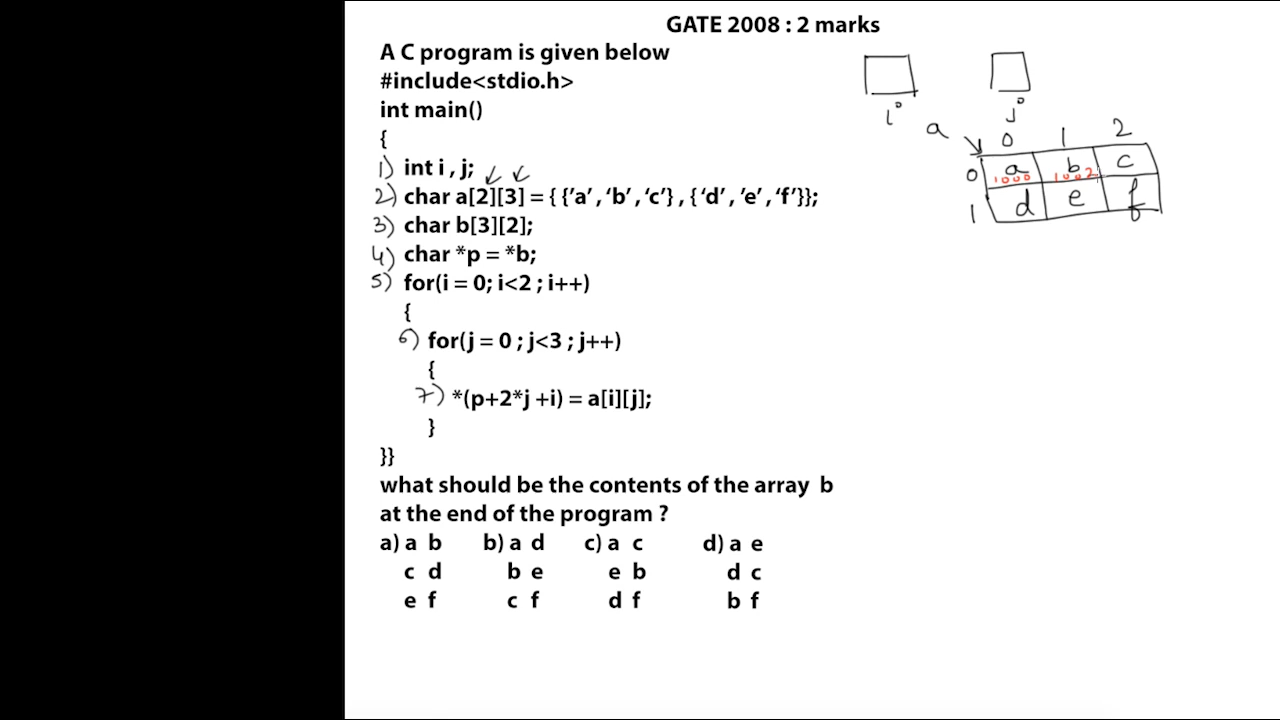 GATE 2008 : 2 marks
A C program is given below
#include<stdio.h>
int main()
{
1) int i , j;
2) char a[2][3] = { {’a’ , ‘b’ , ‘c’} , { ‘d’ , ’e’ , ‘f’}};
3) char b[3][2];
4) char *p = *b;
5) for(i = 0; i<2 ; i++)
{
6) for(j = 0 ; j<3 ; j++)
{
7) *(p+2*j +i) = a[i][j];
}
}}
what should be the contents of the array b
at the end of the program ?
a) a b b) a d c) a c d) a e
c d b e e b d c
e f c f d f b f
i j
a 0 1 2
0 a b c
1000 1002
1 d e f